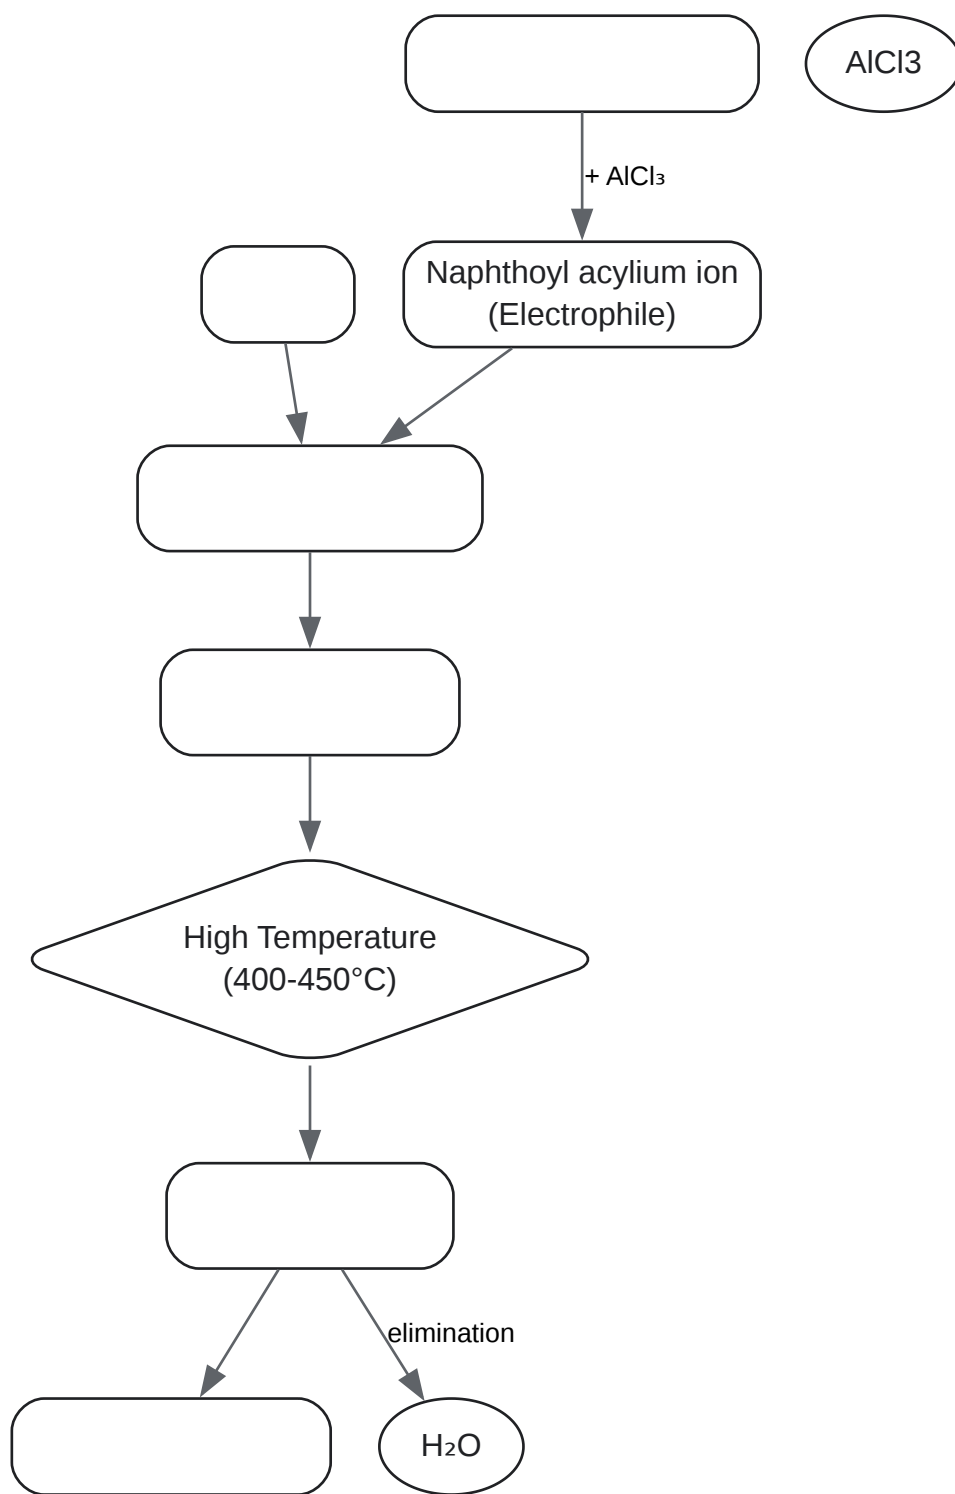 AlCl3
+ AlCl₃
Naphthoyl acylium ion
(Electrophile)
High Temperature
(400-450°C)
elimination
H₂O